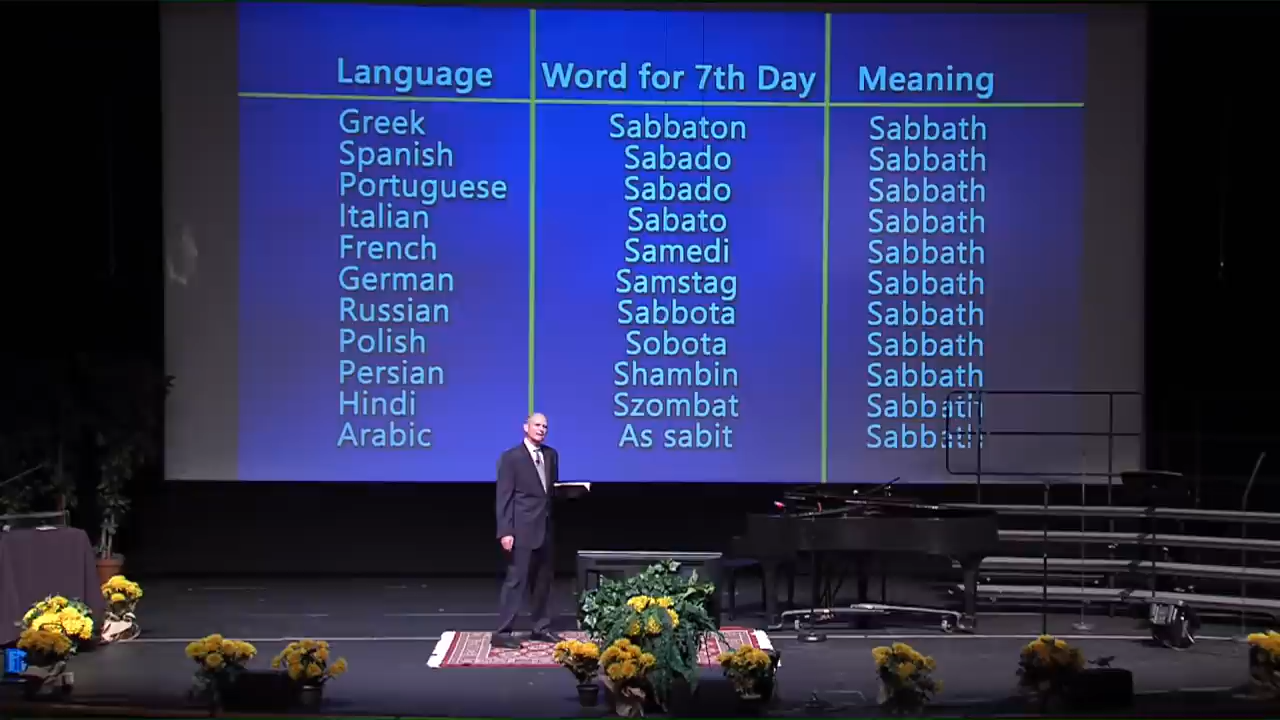 Language Word for 7th Day Meaning
Greek Sabbaton Sabbath
Spanish Sabado Sabbath
Portuguese Sabado Sabbath
Italian Sabato Sabbath
French Samedi Sabbath
German Samstag Sabbath
Russian Sabbota Sabbath
Polish Sobota Sabbath
Persian Shambin Sabbath
Hindi Szombat Sabbath
Arabic As sabit Sabbath